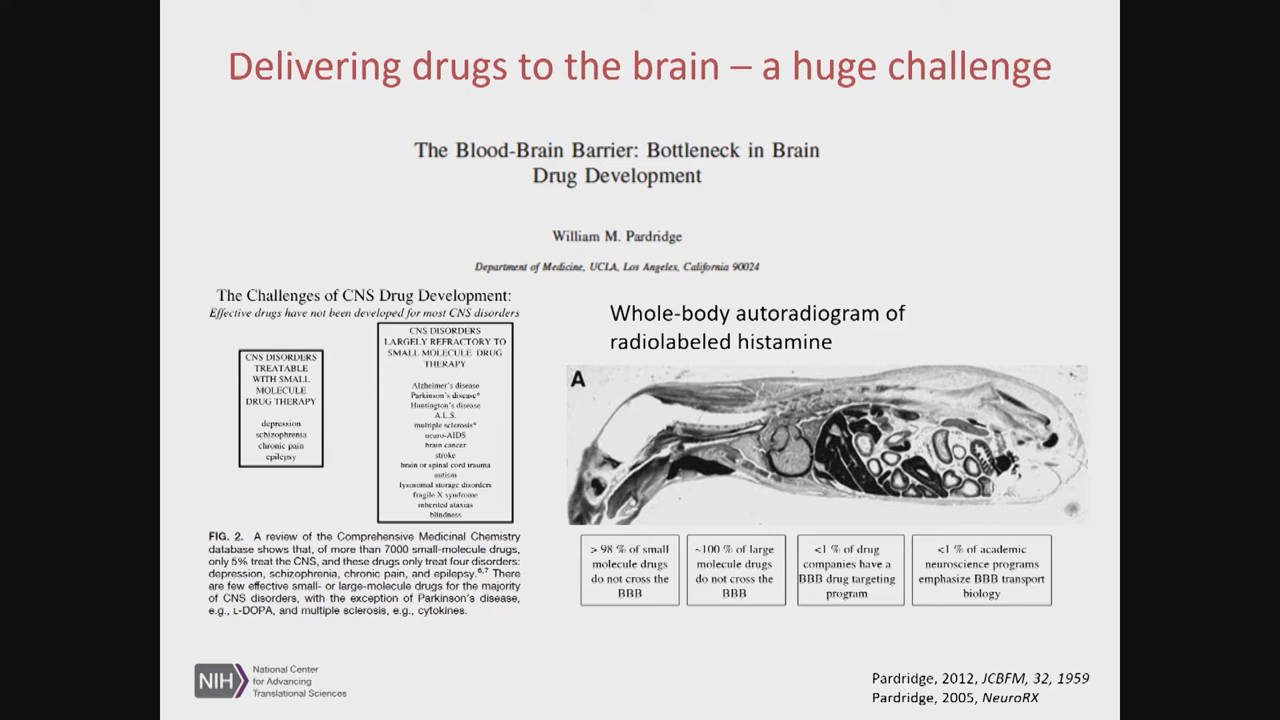 Delivering drugs to the brain – a huge challenge
The Blood-Brain Barrier: Bottleneck in Brain
Drug Development
William M. Pardridge
Department of Medicine, UCLA, Los Angeles, California 90024
The Challenges of CNS Drug Development:
Effective drugs have not been developed for most CNS disorders
CNS DISORDERS
TREATABLE
WITH SMALL
MOLECULE
DRUG THERAPY
depression
schizophrenia
chronic pain
epilepsy
CNS DISORDERS
LARGELY REFRACTORY TO
SMALL MOLECULE DRUG
THERAPY
Alzheimer's disease
Parkinson's disease*
Huntington's disease
A.L.S.
multiple sclerosis*
neuro-AIDS
brain cancer
stroke
brain or spinal cord trauma
autism
lysosomal storage disorders
fragile X syndrome
inherited ataxias
blindness
FIG. 2. A review of the Comprehensive Medicinal Chemistry
database shows that, of more than 7000 small-molecule drugs,
only 5% treat the CNS, and these drugs only treat four disorders:
depression, schizophrenia, chronic pain, and epilepsy.6,7 There
are few effective small- or large-molecule drugs for the majority
of CNS disorders, with the exception of Parkinson's disease,
e.g., L-DOPA, and multiple sclerosis, e.g., cytokines.
Whole-body autoradiogram of
radiolabeled histamine
A
> 98 % of small
molecule drugs
do not cross the
BBB
~100 % of large
molecule drugs
do not cross the
BBB
<1 % of drug
companies have a
BBB drug targeting
program
<1 % of academic
neuroscience programs
emphasize BBB transport
biology
NIH
National Center
for Advancing
Translational Sciences
Pardridge, 2012, JCBFM, 32, 1959
Pardridge, 2005, NeuroRX